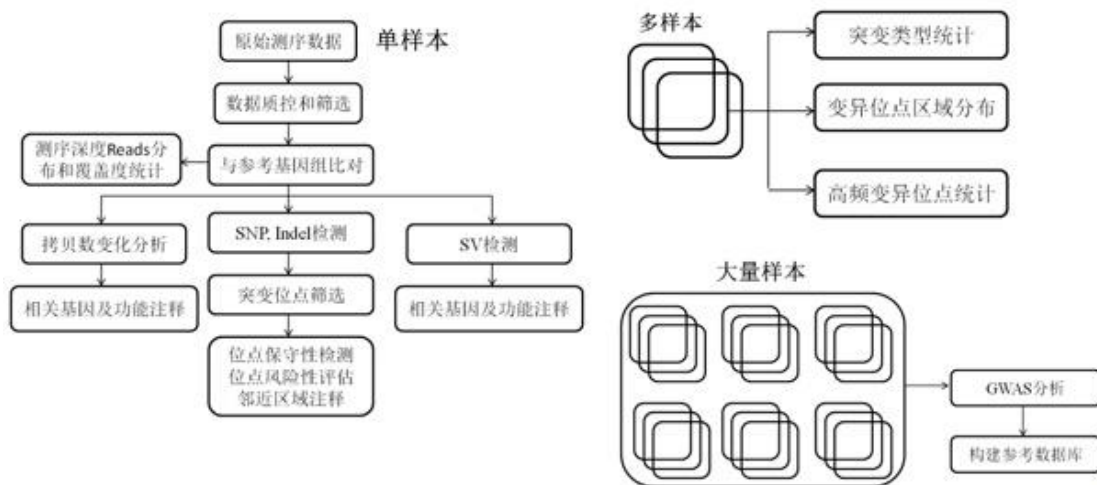 原始测序数据
单样本
数据质控和筛选
测序深度Reads分
布和覆盖度统计
与参考基因组比对
拷贝数变化分析
SNP, Indel检测
SV检测
相关基因及功能注释
突变位点筛选
相关基因及功能注释
位点保守性检测
位点风险性评估
邻近区域注释
多样本
突变类型统计
变异位点区域分布
高频变异位点统计
大量样本
GWAS分析
构建参考数据库